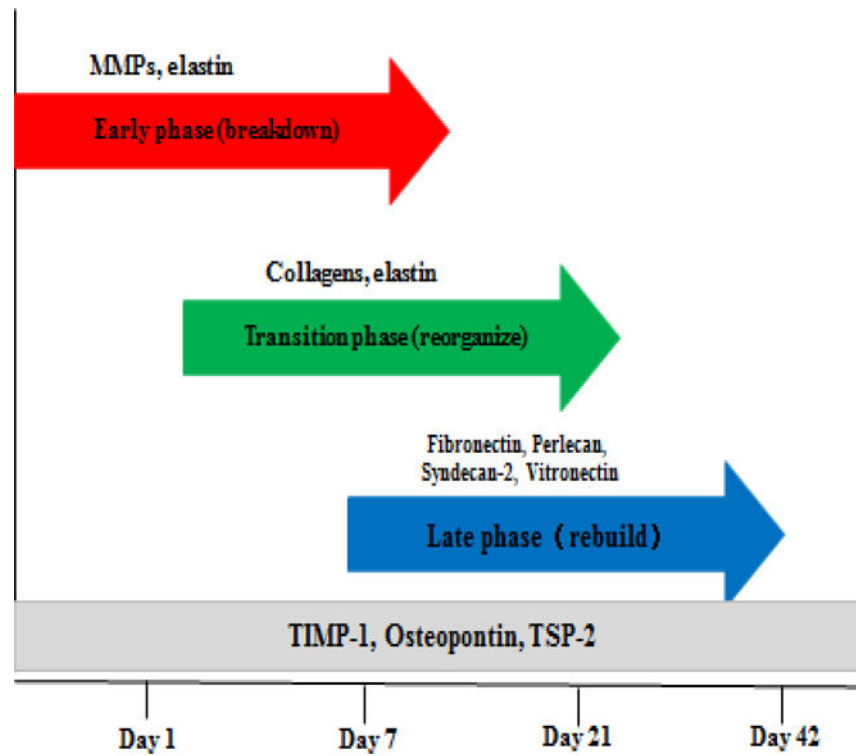 MMPs, elastin
Early phase (breakdown)
Collagens, elastin
Transition phase (reorganize)
Fibronectin, Perlecan,
Syndecan-2, Vitronectin
Late phase ( rebuild )
TIMP-1, Osteopontin, TSP-2
Day 1 Day 7 Day 21 Day 42